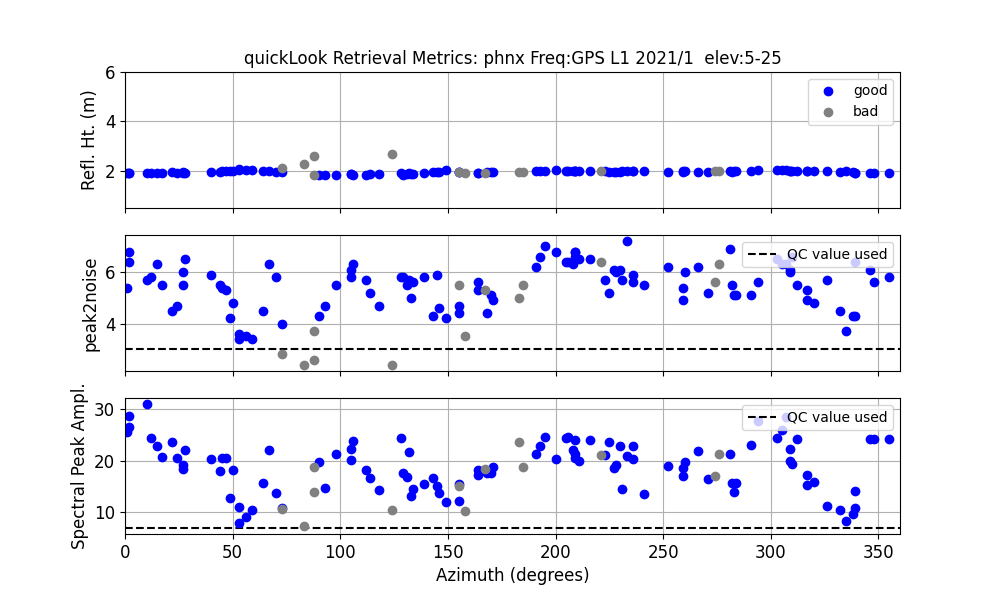 quickLook Retrieval Metrics: phnx Freq:GPS L1 2021/1  elev:5-25
Refl. Ht. (m)
6
4
2
good
bad
peak2noise
6
4
QC value used
Spectral Peak Ampl.
30
20
10
QC value used
0 50 100 150 200 250 300 350
Azimuth (degrees)